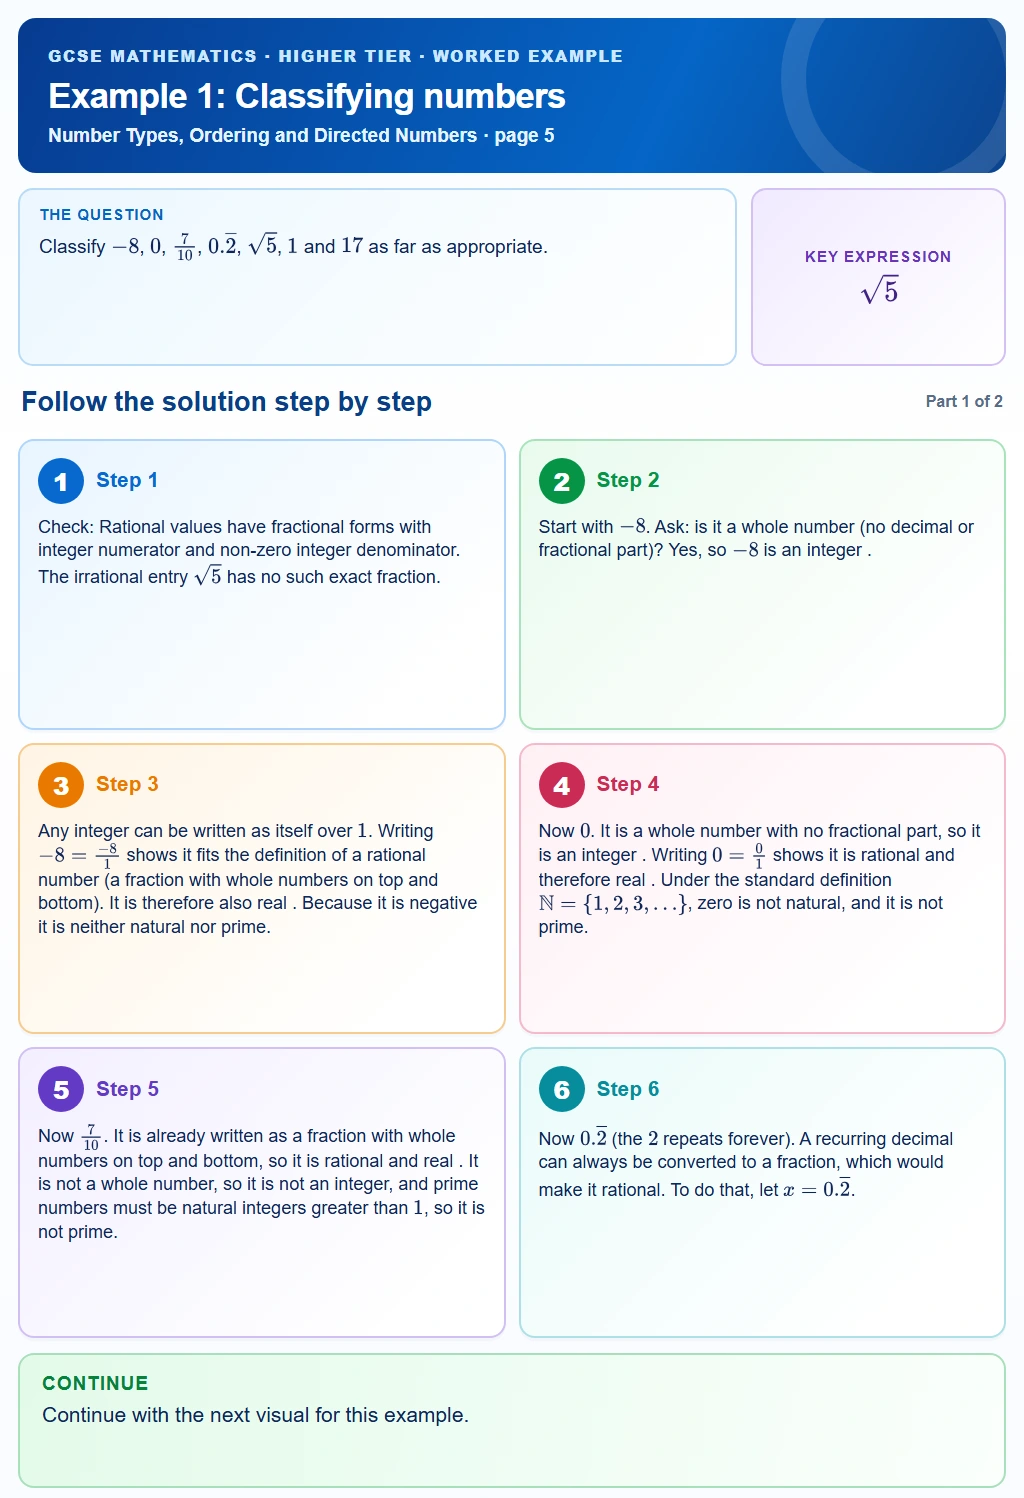 GCSE MATHEMATICS · HIGHER TIER · WORKED EXAMPLE
Example 1: Classifying numbers
Number Types, Ordering and Directed Numbers · page 5
THE QUESTION
Classify $-8$, $0$, $\frac{7}{10}$, $0.\overline{2}$, $\sqrt{5}$, $1$ and $17$ as far as appropriate.
KEY EXPRESSION
$\sqrt{5}$
Follow the solution step by step
Part 1 of 2
1 Step 1
Check: Rational values have fractional forms with
integer numerator and non-zero integer denominator.
The irrational entry $\sqrt{5}$ has no such exact fraction.
2 Step 2
Start with $-8$. Ask: is it a whole number (no decimal or
fractional part)? Yes, so $-8$ is an integer .
3 Step 3
Any integer can be written as itself over $1$. Writing
$-8 = \frac{-8}{1}$ shows it fits the definition of a rational
number (a fraction with whole numbers on top and
bottom). It is therefore also real . Because it is negative
it is neither natural nor prime.
4 Step 4
Now $0$. It is a whole number with no fractional part, so it
is an integer . Writing $0 = \frac{0}{1}$ shows it is rational and
therefore real . Under the standard definition
$\mathbb{N} = \{1, 2, 3, \ldots\}$, zero is not natural, and it is not
prime.
5 Step 5
Now $\frac{7}{10}$. It is already written as a fraction with whole
numbers on top and bottom, so it is rational and real . It
is not a whole number, so it is not an integer, and prime
numbers must be natural integers greater than $1$, so it is
not prime.
6 Step 6
Now $0.\overline{2}$ (the $2$ repeats forever). A recurring decimal
can always be converted to a fraction, which would
make it rational. To do that, let $x = 0.\overline{2}$.
CONTINUE
Continue with the next visual for this example.